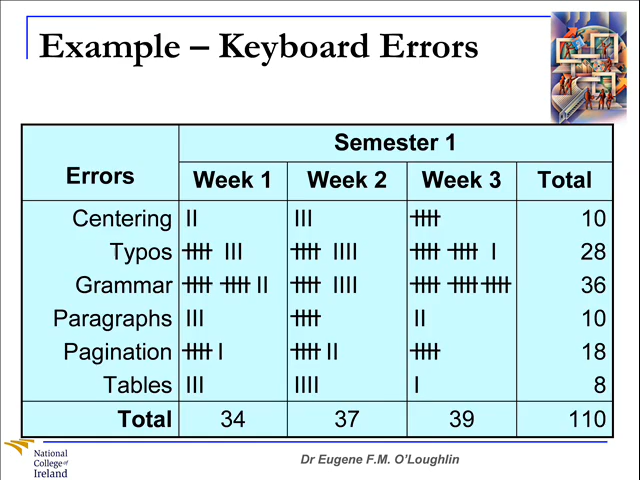 Example – Keyboard Errors
Semester 1
Errors Week 1 Week 2 Week 3 Total
Centering II III 𝍸 10
Typos 𝍸 III 𝍸 IIII 𝍸 𝍸 I 28
Grammar 𝍸 𝍸 II 𝍸 IIII 𝍸 𝍸 𝍸 36
Paragraphs III 𝍸 II 10
Pagination 𝍸 I 𝍸 II 𝍸 18
Tables III IIII I 8
Total 34 37 39 110
National
College of
Ireland
Dr Eugene F.M. O'Loughlin